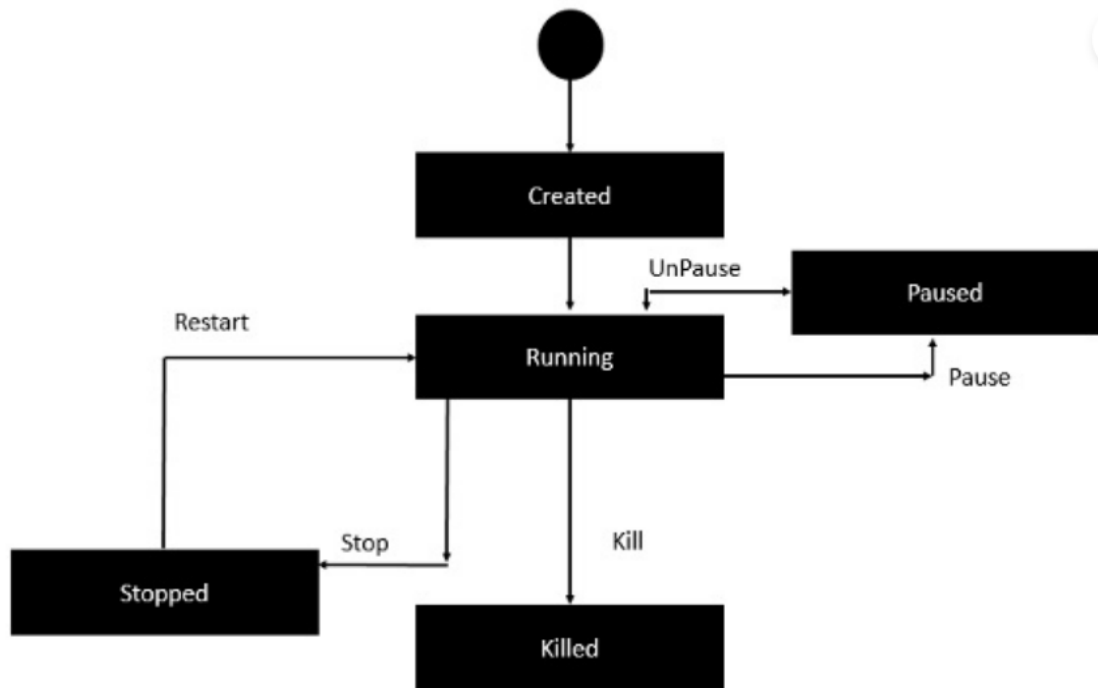 Created
UnPause
Paused
Restart
Running
Pause
Stop
Kill
Stopped
Killed